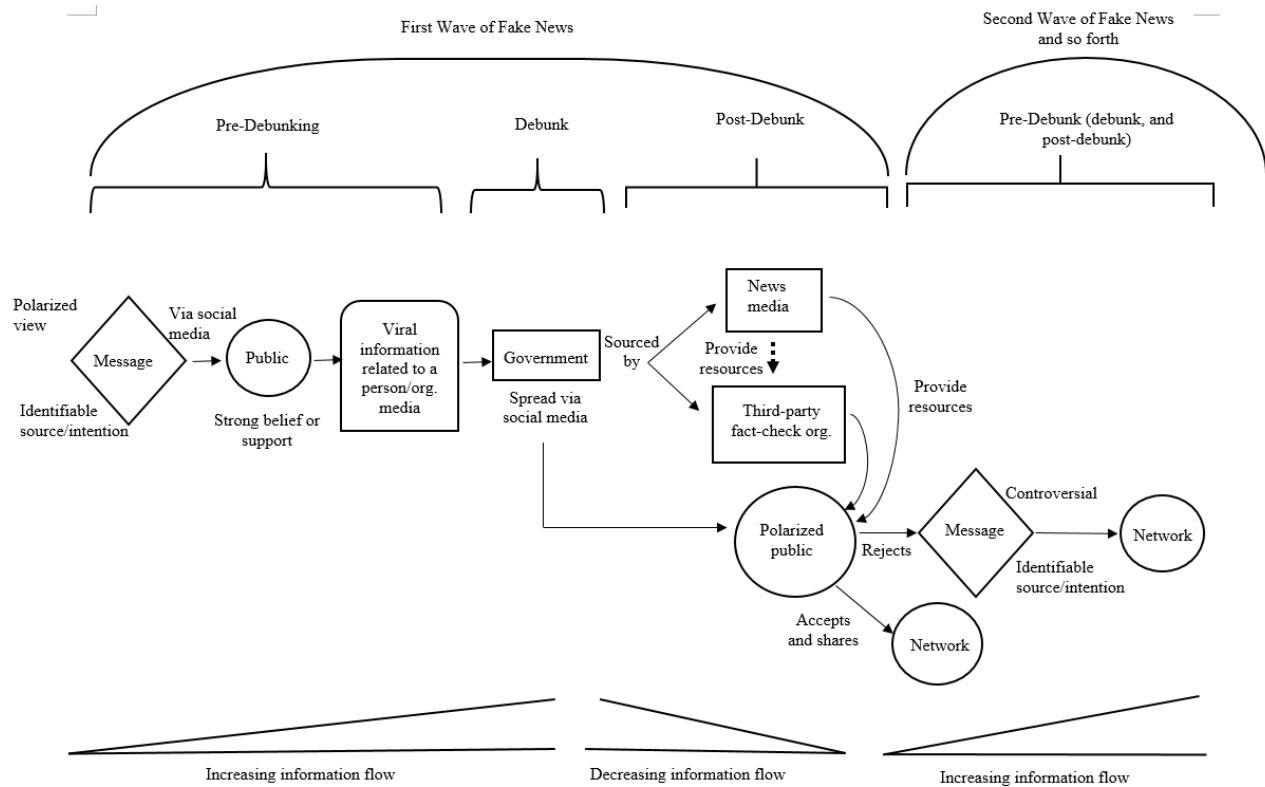 First Wave of Fake News
Second Wave of Fake News
and so forth
Pre-Debunking
Debunk
Post-Debunk
Pre-Debunk (debunk, and
post-debunk)
Polarized
view
Message
Identifiable
source/intention
Via social
media
Public
Strong belief or
support
Viral
information
related to a
person/org.
media
Government
Spread via
social media
Sourced
by
News
media
Provide
resources
Third-party
fact-check org.
Provide
resources
Polarized
public
Rejects
Message
Controversial
Identifiable
source/intention
Network
Accepts
and shares
Network
Increasing information flow
Decreasing information flow
Increasing information flow